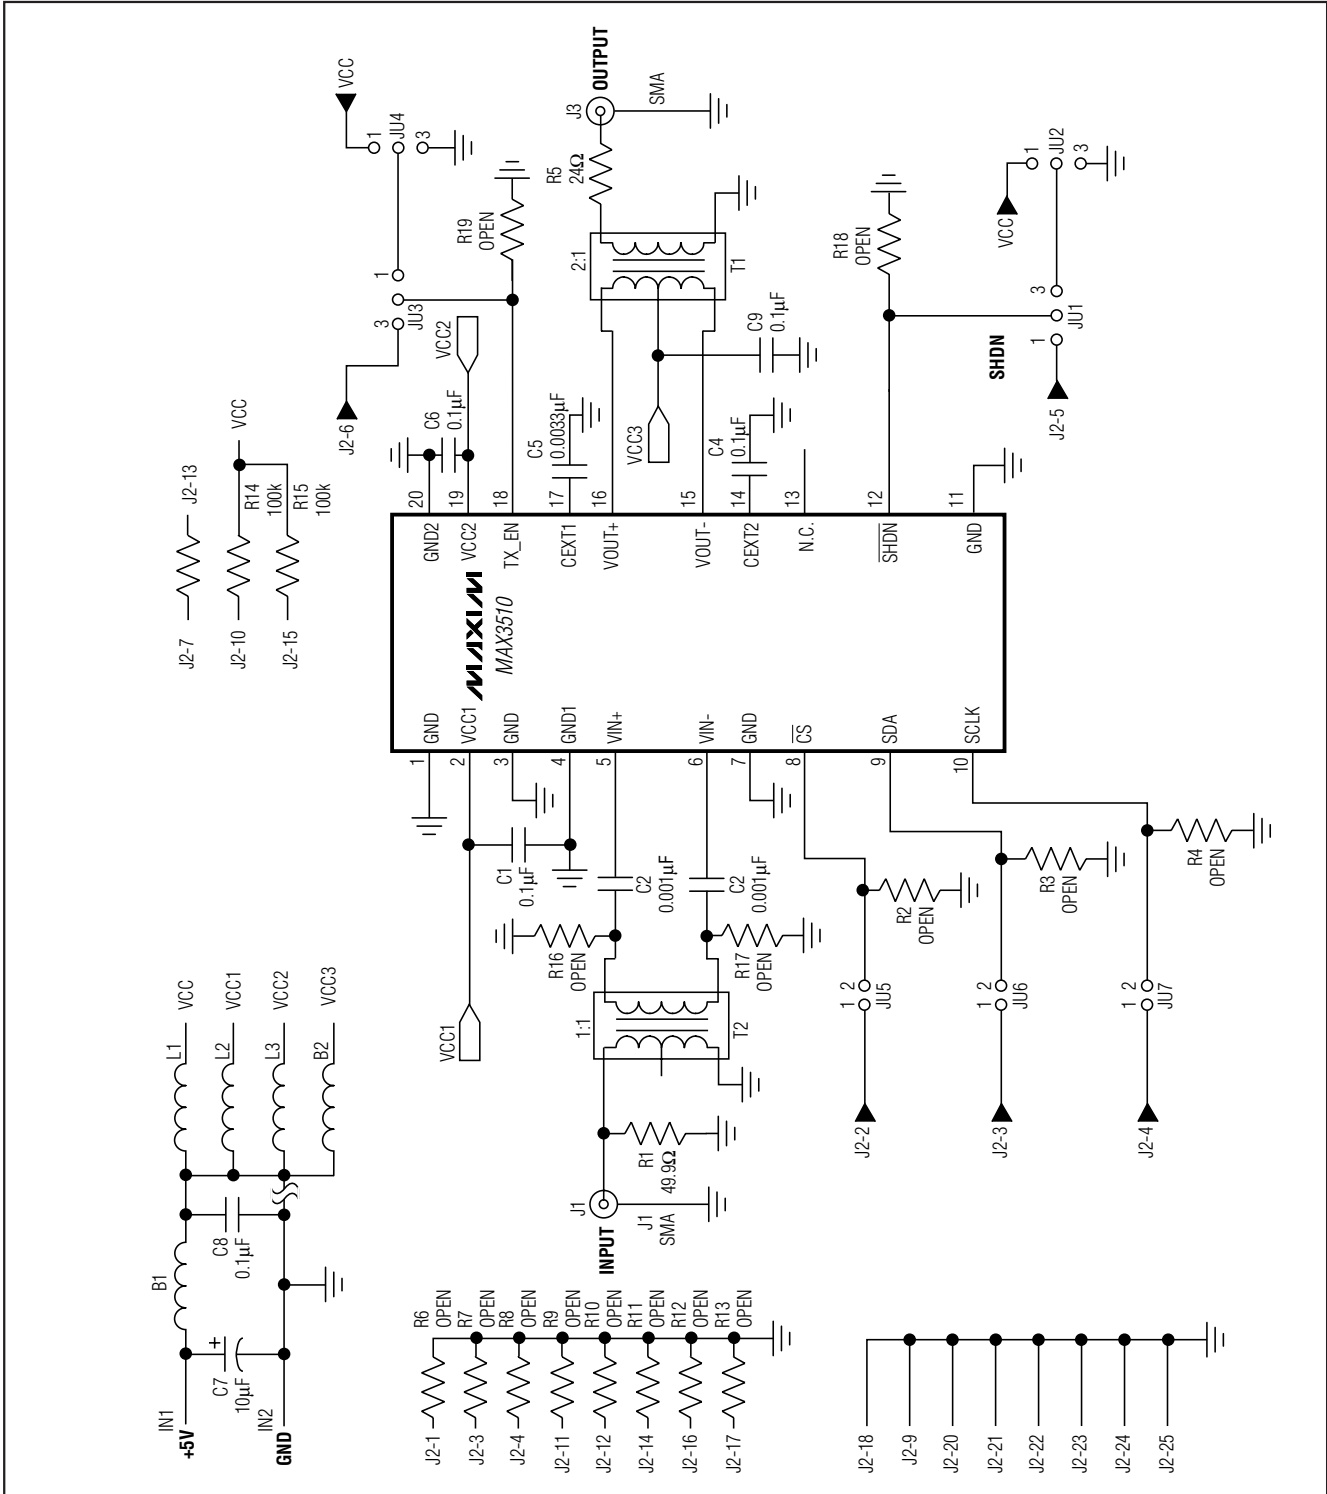 VCC
1
JU4
3
1
JU3
3
J2-6
R19
OPEN
J3
OUTPUT
SMA
R5
24Ω
2:1
T1
C9
0.1µF
VCC3
VCC2
C6
0.1µF
C5
0.0033µF
C4
0.1µF
R18
OPEN
VCC
1
JU2
3
3
JU1
1
SHDN
J2-5
J2-7
J2-13
J2-10
R14
100k
VCC
J2-15
R15
100k
20
19
18
17
16
15
14
13
12
11
GND2
VCC2
TX_EN
CEXT1
VOUT+
VOUT-
CEXT2
N.C.
SHDN
GND
MAXIM
MAX3510
GND
VCC1
GND
GND1
VIN+
VIN-
GND
CS
SDA
SCLK
1
2
3
4
5
6
7
8
9
10
C1
0.1µF
C2
0.001µF
C2
0.001µF
R16
OPEN
R17
OPEN
VCC1
1:1
T2
R1
49.9Ω
J1
INPUT
J1
SMA
R2
OPEN
R3
OPEN
R4
OPEN
1 2
JU5
1 2
JU6
1 2
JU7
J2-2
J2-3
J2-4
L1
VCC
L2
VCC1
L3
VCC2
B2
VCC3
B1
C8
0.1µF
C7
+
10µF
IN1
+5V
IN2
GND
J2-1
R6
OPEN
J2-3
R7
OPEN
J2-4
R8
OPEN
J2-11
R9
OPEN
J2-12
R10
OPEN
J2-14
R11
OPEN
J2-16
R12
OPEN
J2-17
R13
OPEN
J2-18
J2-9
J2-20
J2-21
J2-22
J2-23
J2-24
J2-25